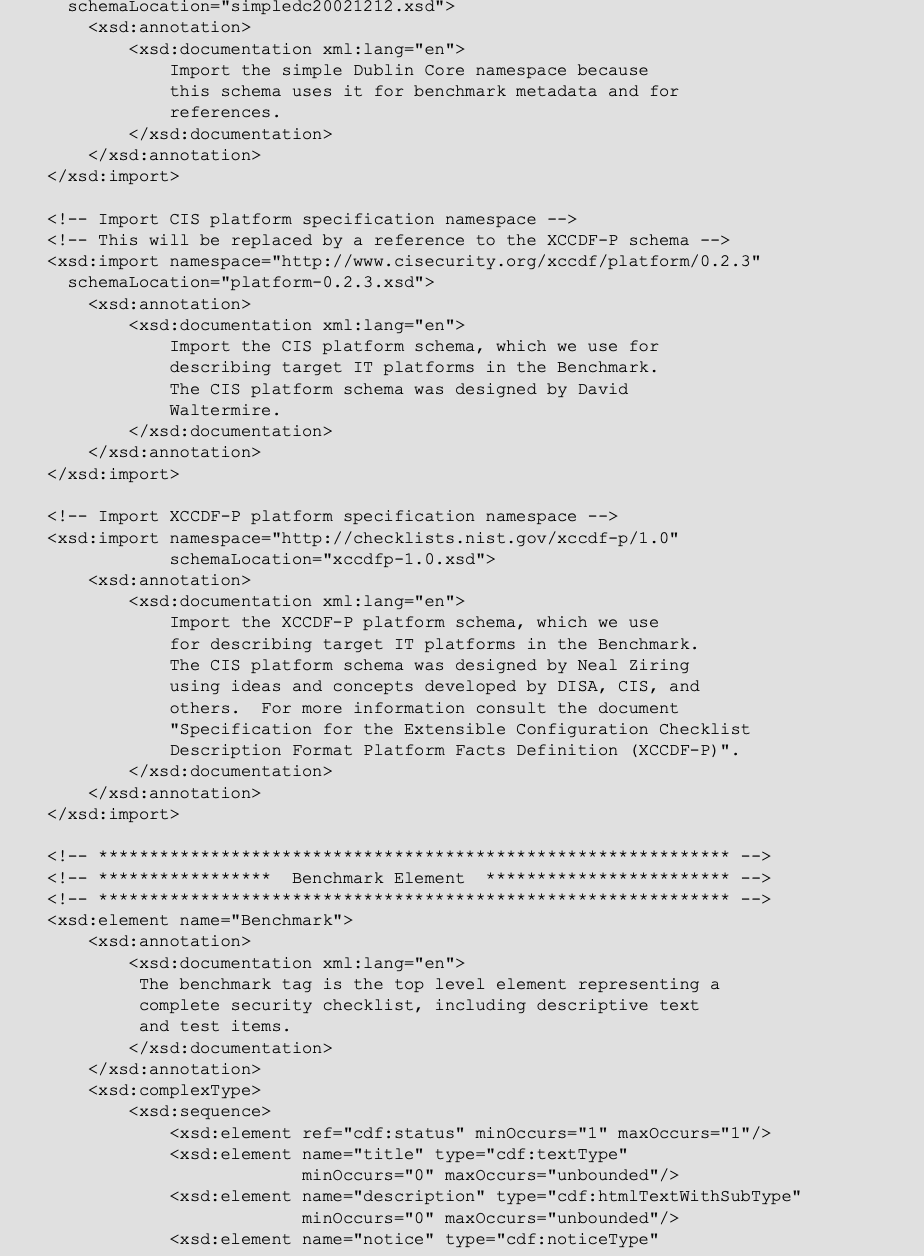 schemaLocation="simpledc20021212.xsd">
<xsd:annotation>
<xsd:documentation xml:lang="en">
Import the simple Dublin Core namespace because
this schema uses it for benchmark metadata and for
references.
</xsd:documentation>
</xsd:annotation>
</xsd:import>
<!-- Import CIS platform specification namespace -->
<!-- This will be replaced by a reference to the XCCDF-P schema -->
<xsd:import namespace="http://www.cisecurity.org/xccdf/platform/0.2.3"
schemaLocation="platform-0.2.3.xsd">
<xsd:annotation>
<xsd:documentation xml:lang="en">
Import the CIS platform schema, which we use for
describing target IT platforms in the Benchmark.
The CIS platform schema was designed by David
Waltermire.
</xsd:documentation>
</xsd:annotation>
</xsd:import>
<!-- Import XCCDF-P platform specification namespace -->
<xsd:import namespace="http://checklists.nist.gov/xccdf-p/1.0"
schemaLocation="xccdfp-1.0.xsd">
<xsd:annotation>
<xsd:documentation xml:lang="en">
Import the XCCDF-P platform schema, which we use
for describing target IT platforms in the Benchmark.
The CIS platform schema was designed by Neal Ziring
using ideas and concepts developed by DISA, CIS, and
others.  For more information consult the document
"Specification for the Extensible Configuration Checklist
Description Format Platform Facts Definition (XCCDF-P)".
</xsd:documentation>
</xsd:annotation>
</xsd:import>
<!-- ************************************************************** -->
<!-- *****************  Benchmark Element  ************************ -->
<!-- ************************************************************** -->
<xsd:element name="Benchmark">
<xsd:annotation>
<xsd:documentation xml:lang="en">
The benchmark tag is the top level element representing a
complete security checklist, including descriptive text
and test items.
</xsd:documentation>
</xsd:annotation>
<xsd:complexType>
<xsd:sequence>
<xsd:element ref="cdf:status" minOccurs="1" maxOccurs="1"/>
<xsd:element name="title" type="cdf:textType"
minOccurs="0" maxOccurs="unbounded"/>
<xsd:element name="description" type="cdf:htmlTextWithSubType"
minOccurs="0" maxOccurs="unbounded"/>
<xsd:element name="notice" type="cdf:noticeType"